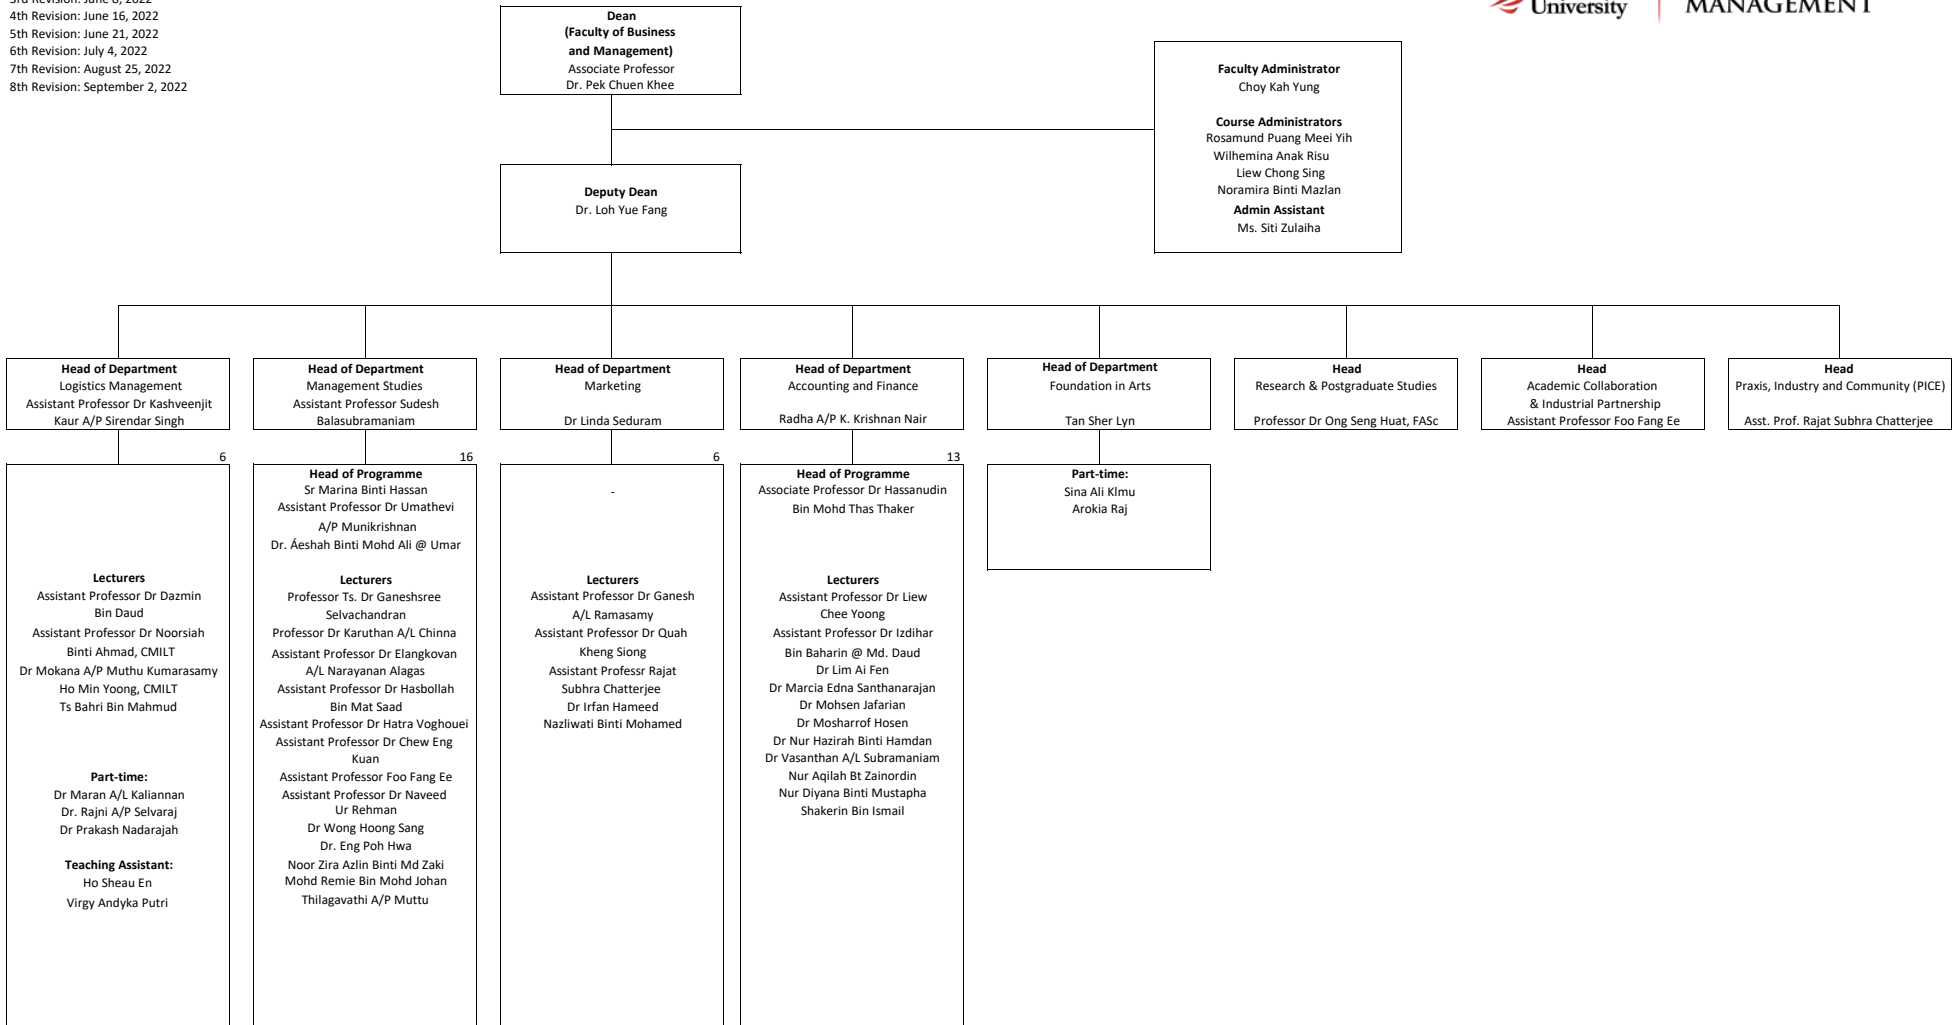 3rd Revision: June 8, 2022
4th Revision: June 16, 2022
5th Revision: June 21, 2022
6th Revision: July 4, 2022
7th Revision: August 25, 2022
8th Revision: September 2, 2022
University
MANAGEMENT
Dean
(Faculty of Business
and Management)
Associate Professor
Dr. Pek Chuen Khee
Faculty Administrator
Choy Kah Yung
Course Administrators
Rosamund Puang Meei Yih
Wilhemina Anak Risu
Liew Chong Sing
Noramira Binti Mazlan
Admin Assistant
Ms. Siti Zulaiha
Deputy Dean
Dr. Loh Yue Fang
Head of Department
Logistics Management
Assistant Professor Dr Kashveenjit
Kaur A/P Sirendar Singh
Head of Department
Management Studies
Assistant Professor Sudesh
Balasubramaniam
Head of Department
Marketing
Dr Linda Seduram
Head of Department
Accounting and Finance
Radha A/P K. Krishnan Nair
Head of Department
Foundation in Arts
Tan Sher Lyn
Head
Research & Postgraduate Studies
Professor Dr Ong Seng Huat, FASc
Head
Academic Collaboration
& Industrial Partnership
Assistant Professor Foo Fang Ee
Head
Praxis, Industry and Community (PICE)
Asst. Prof. Rajat Subhra Chatterjee
6
Lecturers
Assistant Professor Dr Dazmin
Bin Daud
Assistant Professor Dr Noorsiah
Binti Ahmad, CMILT
Dr Mokana A/P Muthu Kumarasamy
Ho Min Yoong, CMILT
Ts Bahri Bin Mahmud
Part-time:
Dr Maran A/L Kaliannan
Dr. Rajni A/P Selvaraj
Dr Prakash Nadarajah
Teaching Assistant:
Ho Sheau En
Virgy Andyka Putri
16
Head of Programme
Sr Marina Binti Hassan
Assistant Professor Dr Umathevi
A/P Munikrishnan
Dr. Áeshah Binti Mohd Ali @ Umar
Lecturers
Professor Ts. Dr Ganeshsree
Selvachandran
Professor Dr Karuthan A/L Chinna
Assistant Professor Dr Elangkovan
A/L Narayanan Alagas
Assistant Professor Dr Hasbollah
Bin Mat Saad
Assistant Professor Dr Hatra Voghouei
Assistant Professor Dr Chew Eng
Kuan
Assistant Professor Foo Fang Ee
Assistant Professor Dr Naveed
Ur Rehman
Dr Wong Hoong Sang
Dr. Eng Poh Hwa
Noor Zira Azlin Binti Md Zaki
Mohd Remie Bin Mohd Johan
Thilagavathi A/P Muttu
6
-
Lecturers
Assistant Professor Dr Ganesh
A/L Ramasamy
Assistant Professor Dr Quah
Kheng Siong
Assistant Professr Rajat
Subhra Chatterjee
Dr Irfan Hameed
Nazliwati Binti Mohamed
13
Head of Programme
Associate Professor Dr Hassanudin
Bin Mohd Thas Thaker
Lecturers
Assistant Professor Dr Liew
Chee Yoong
Assistant Professor Dr Izdihar
Bin Baharin @ Md. Daud
Dr Lim Ai Fen
Dr Marcia Edna Santhanarajan
Dr Mohsen Jafarian
Dr Mosharrof Hosen
Dr Nur Hazirah Binti Hamdan
Dr Vasanthan A/L Subramaniam
Nur Aqilah Bt Zainordin
Nur Diyana Binti Mustapha
Shakerin Bin Ismail
Part-time:
Sina Ali Klmu
Arokia Raj